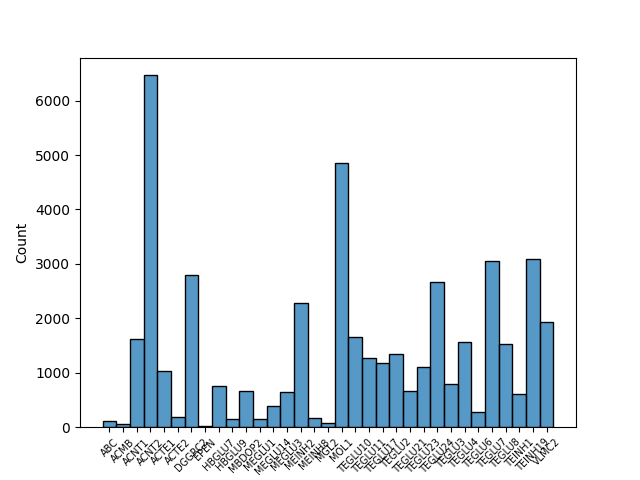 6000
5000
4000
3000
2000
1000
0
Count
ABC
ACMB
ACNT1
ACNT2
ACTE1
ACTE2
DGGRC2
EPEN
HBGLU7
HBGLU9
MBDOP2
MEGLU1
MEGLU14
MEGLU3
MEINH2
MEINH8
MGL2
MOL1
TEGLU10
TEGLU11
TEGLU17
TEGLU2
TEGLU21
TEGLU23
TEGLU24
TEGLU3
TEGLU4
TEGLU6
TEGLU7
TEGLU8
TEINH1
TEINH19
VLMC2